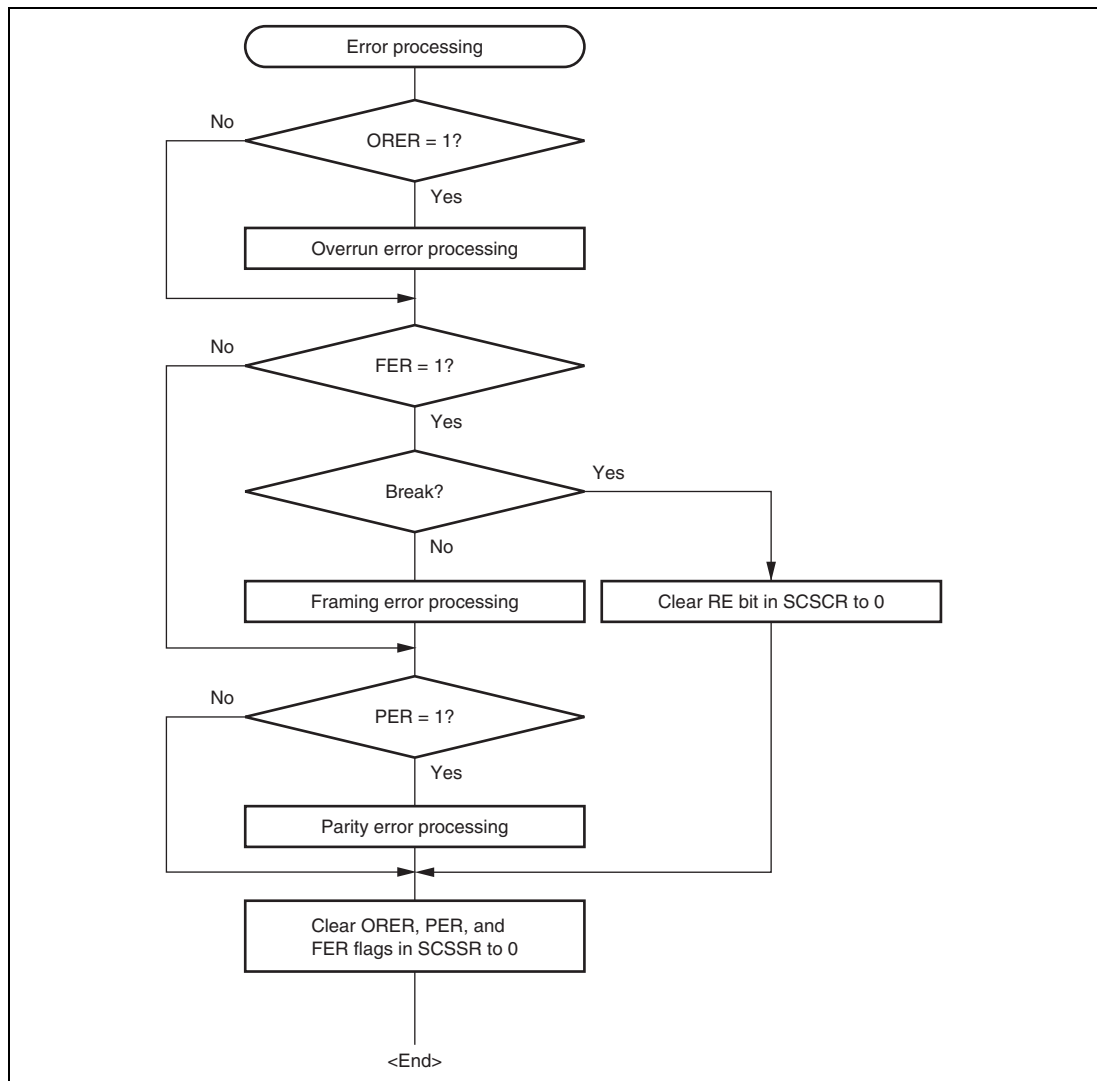 Error processing
No
ORER = 1?
Yes
Overrun error processing
No
FER = 1?
Yes
Yes
Break?
No
Framing error processing
Clear RE bit in SCSCR to 0
No
PER = 1?
Yes
Parity error processing
Clear ORER, PER, and
FER flags in SCSSR to 0
<End>